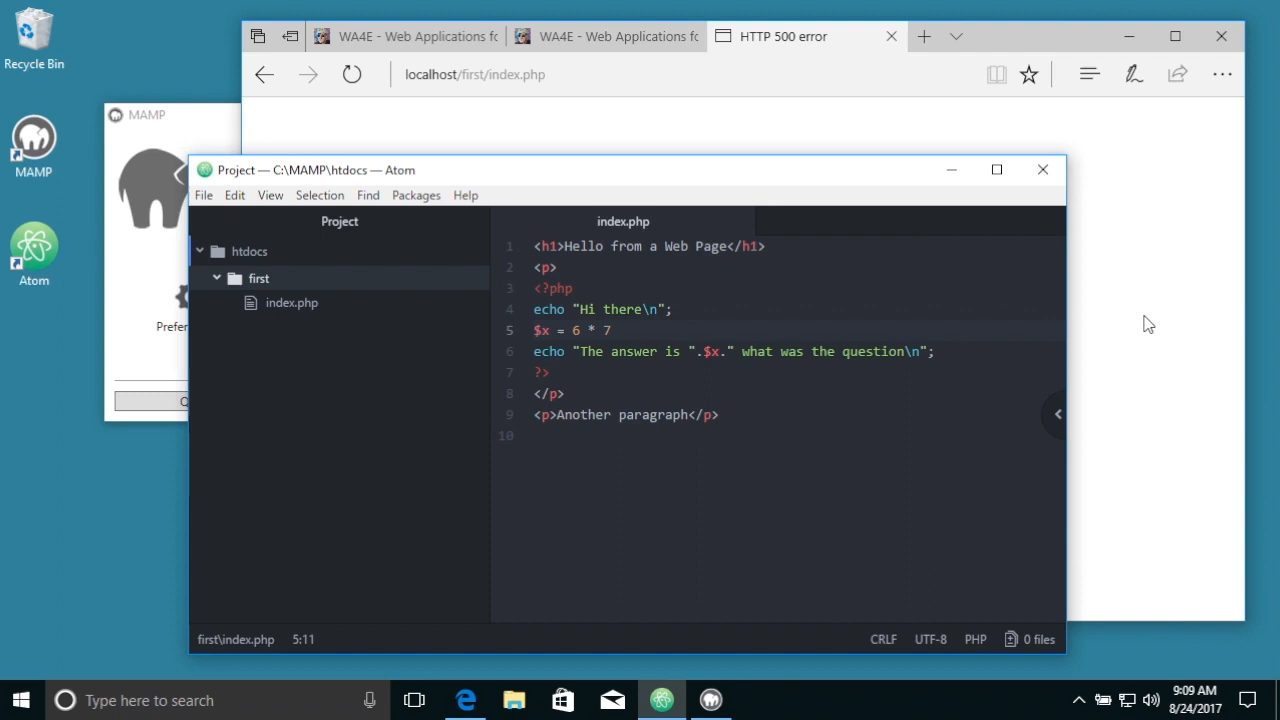 Recycle Bin
MAMP
Atom
WA4E - Web Applications fo
WA4E - Web Applications fo
HTTP 500 error
localhost/first/index.php
MAMP
Prefer
Q
Project — C:\MAMP\htdocs — Atom
File Edit View Selection Find Packages Help
Project
htdocs
first
index.php
index.php
1 <h1>Hello from a Web Page</h1>
2 <p>
3 <?php
4 echo "Hi there\n";
5 $x = 6 * 7
6 echo "The answer is ".$x." what was the question\n";
7 ?>
8 </p>
9 <p>Another paragraph</p>
10
first\index.php 5:11 CRLF UTF-8 PHP 0 files
Type here to search
9:09 AM
8/24/2017